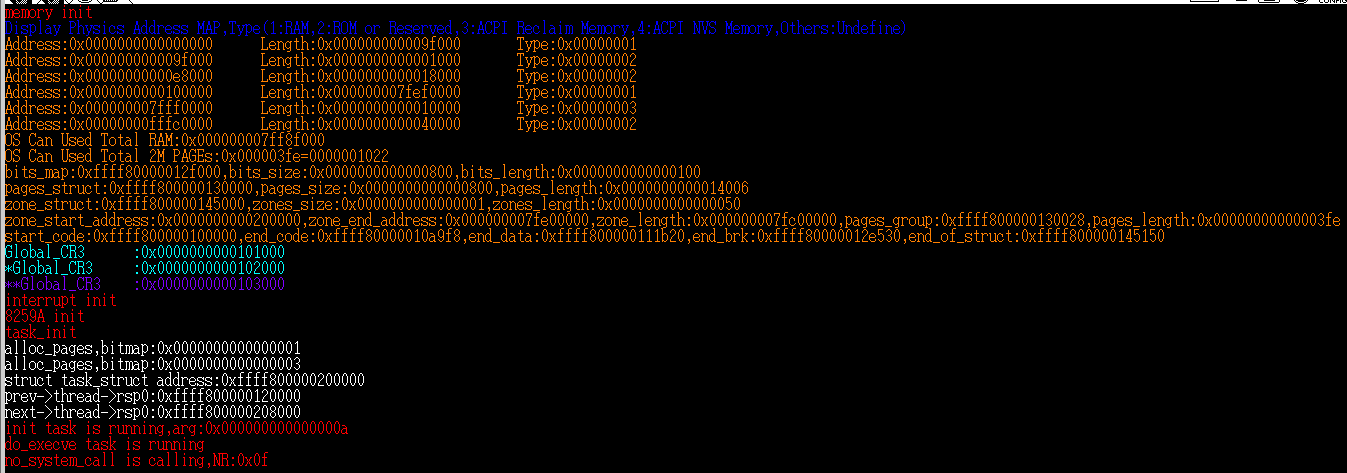 CONFIG
memory init
Display Physics Address MAP,Type(1:RAM,2:ROM or Reserved,3:ACPI Reclaim Memory,4:ACPI NVS Memory,Others:Undefine)
Address:0x0000000000000000 Length:0x000000000009f000 Type:0x00000001
Address:0x000000000009f000 Length:0x0000000000001000 Type:0x00000002
Address:0x00000000000e8000 Length:0x0000000000018000 Type:0x00000002
Address:0x0000000000100000 Length:0x000000007fef0000 Type:0x00000001
Address:0x000000007fff0000 Length:0x0000000000010000 Type:0x00000003
Address:0x00000000fffc0000 Length:0x0000000000040000 Type:0x00000002
OS Can Used Total RAM:0x000000007ff8f000
OS Can Used Total 2M PAGEs:0x000003fe=0000001022
bits_map:0xffff80000012f000,bits_size:0x0000000000000800,bits_length:0x0000000000000100
pages_struct:0xffff800000130000,pages_size:0x0000000000000800,pages_length:0x0000000000014006
zone_struct:0xffff800000145000,zones_size:0x0000000000000001,zones_length:0x0000000000000050
zone_start_address:0x0000000000200000,zone_end_address:0x000000007fe00000,zone_length:0x000000007fc00000,pages_group:0xffff800000130028,pages_length:0x00000000000003fe
start_code:0xffff800000100000,end_code:0xffff80000010a9f8,end_data:0xffff800000111b20,end_brk:0xffff80000012e530,end_of_struct:0xffff800000145150
Global_CR3 :0x0000000000101000
*Global_CR3 :0x0000000000102000
**Global_CR3 :0x0000000000103000
interrupt init
8259A init
task_init
alloc_pages,bitmap:0x0000000000000001
alloc_pages,bitmap:0x0000000000000003
struct task_struct address:0xffff800000200000
prev->thread->rsp0:0xffff800000120000
next->thread->rsp0:0xffff800000208000
init task is running,arg:0x000000000000000a
do_execve task is running
no_system_call is calling,NR:0x0f